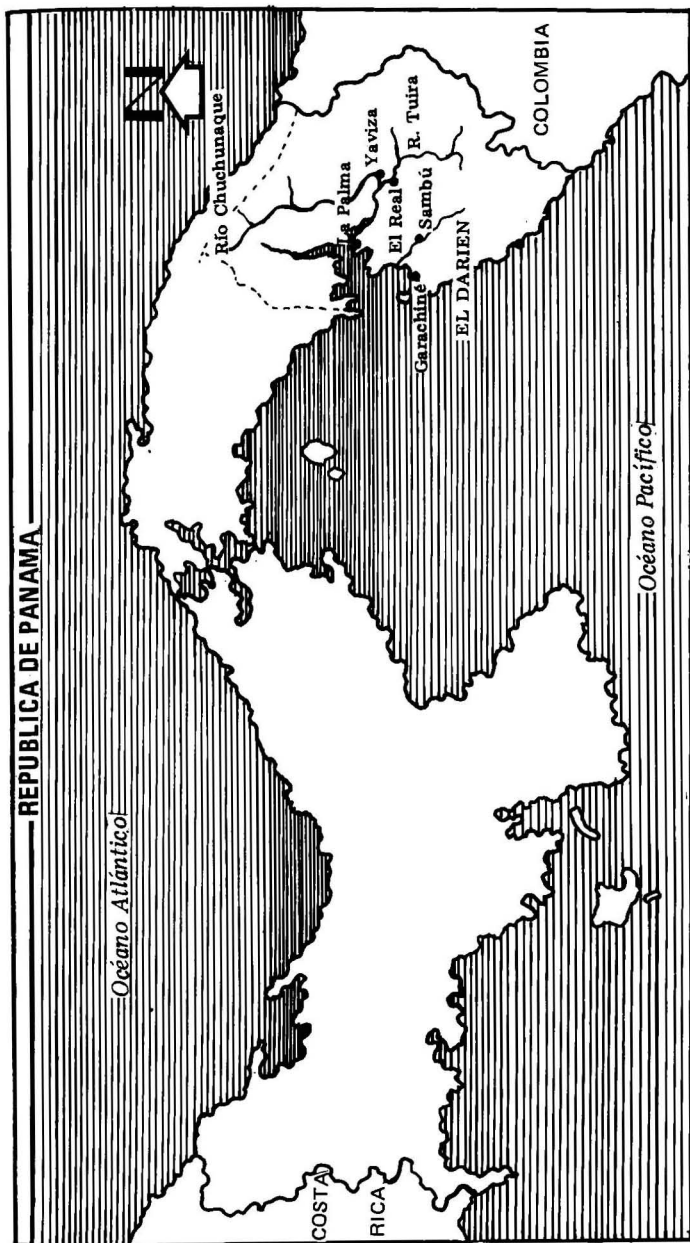 REPUBLICA DE PANAMA
Océano Atlántico
N
Río Chuchunaque
La Palma
Yaviza
El Real
R. Tuira
Sambú
Garachiné
EL DARIEN
COLOMBIA
COSTA
RICA
Océano Pacífico